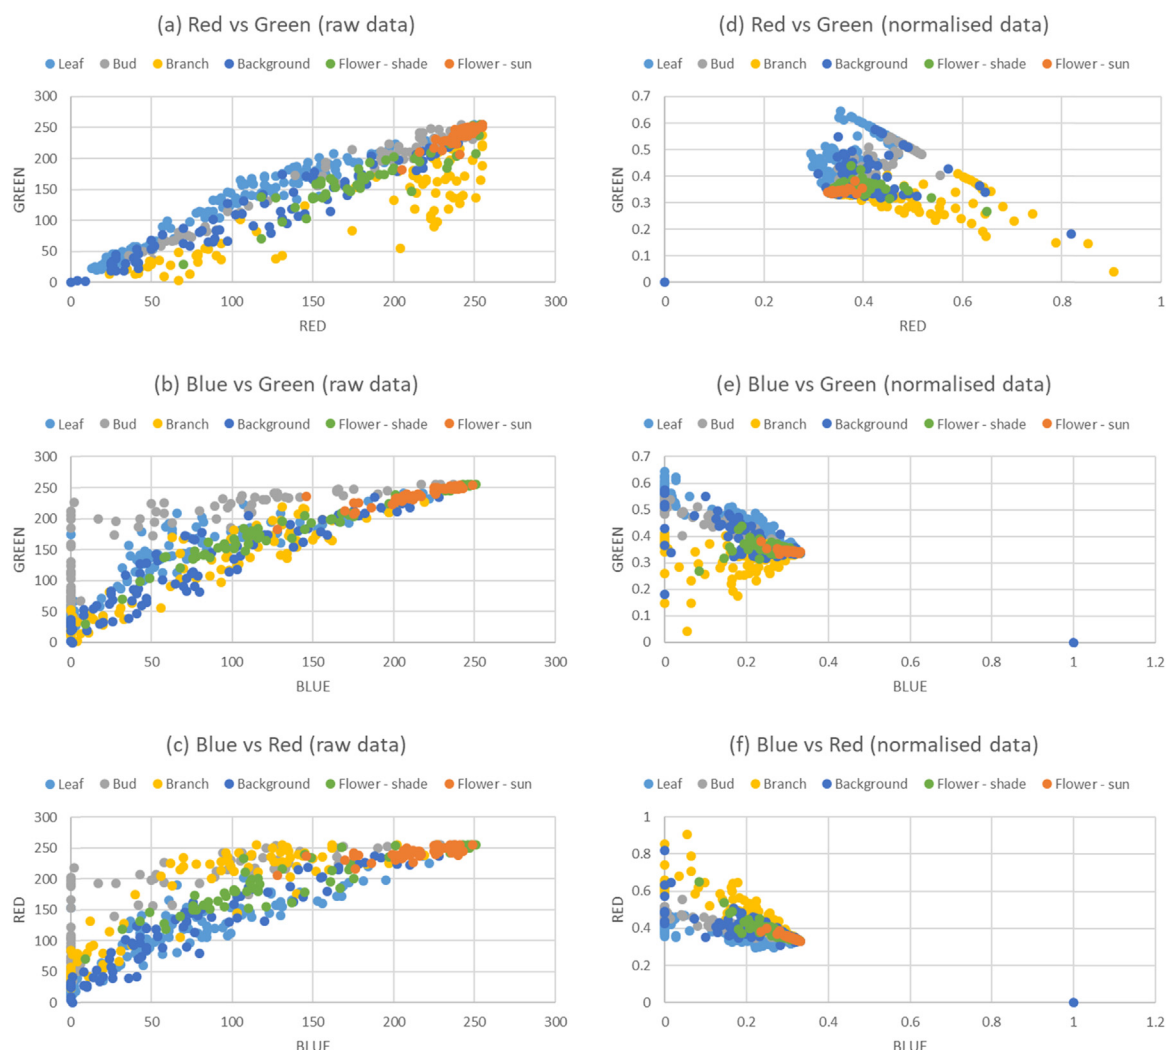 (a) Red vs Green (raw data)
Leaf Bud Branch Background Flower - shade Flower - sun
300
250
200
150
100
50
0
GREEN
0 50 100 150 200 250 300
RED
(d) Red vs Green (normalised data)
Leaf Bud Branch Background Flower - shade Flower - sun
0.7
0.6
0.5
0.4
0.3
0.2
0.1
0
GREEN
0 0.2 0.4 0.6 0.8 1
RED
(b) Blue vs Green (raw data)
Leaf Bud Branch Background Flower - shade Flower - sun
300
250
200
150
100
50
0
GREEN
0 50 100 150 200 250 300
BLUE
(e) Blue vs Green (normalised data)
Leaf Bud Branch Background Flower - shade Flower - sun
0.7
0.6
0.5
0.4
0.3
0.2
0.1
0
GREEN
0 0.2 0.4 0.6 0.8 1 1.2
BLUE
(c) Blue vs Red (raw data)
Leaf Bud Branch Background Flower - shade Flower - sun
300
250
200
150
100
50
0
RED
0 50 100 150 200 250 300
BLUE
(f) Blue vs Red (normalised data)
Leaf Bud Branch Background Flower - shade Flower - sun
1
0.8
0.6
0.4
0.2
0
RED
0 0.2 0.4 0.6 0.8 1 1.2
BLUE